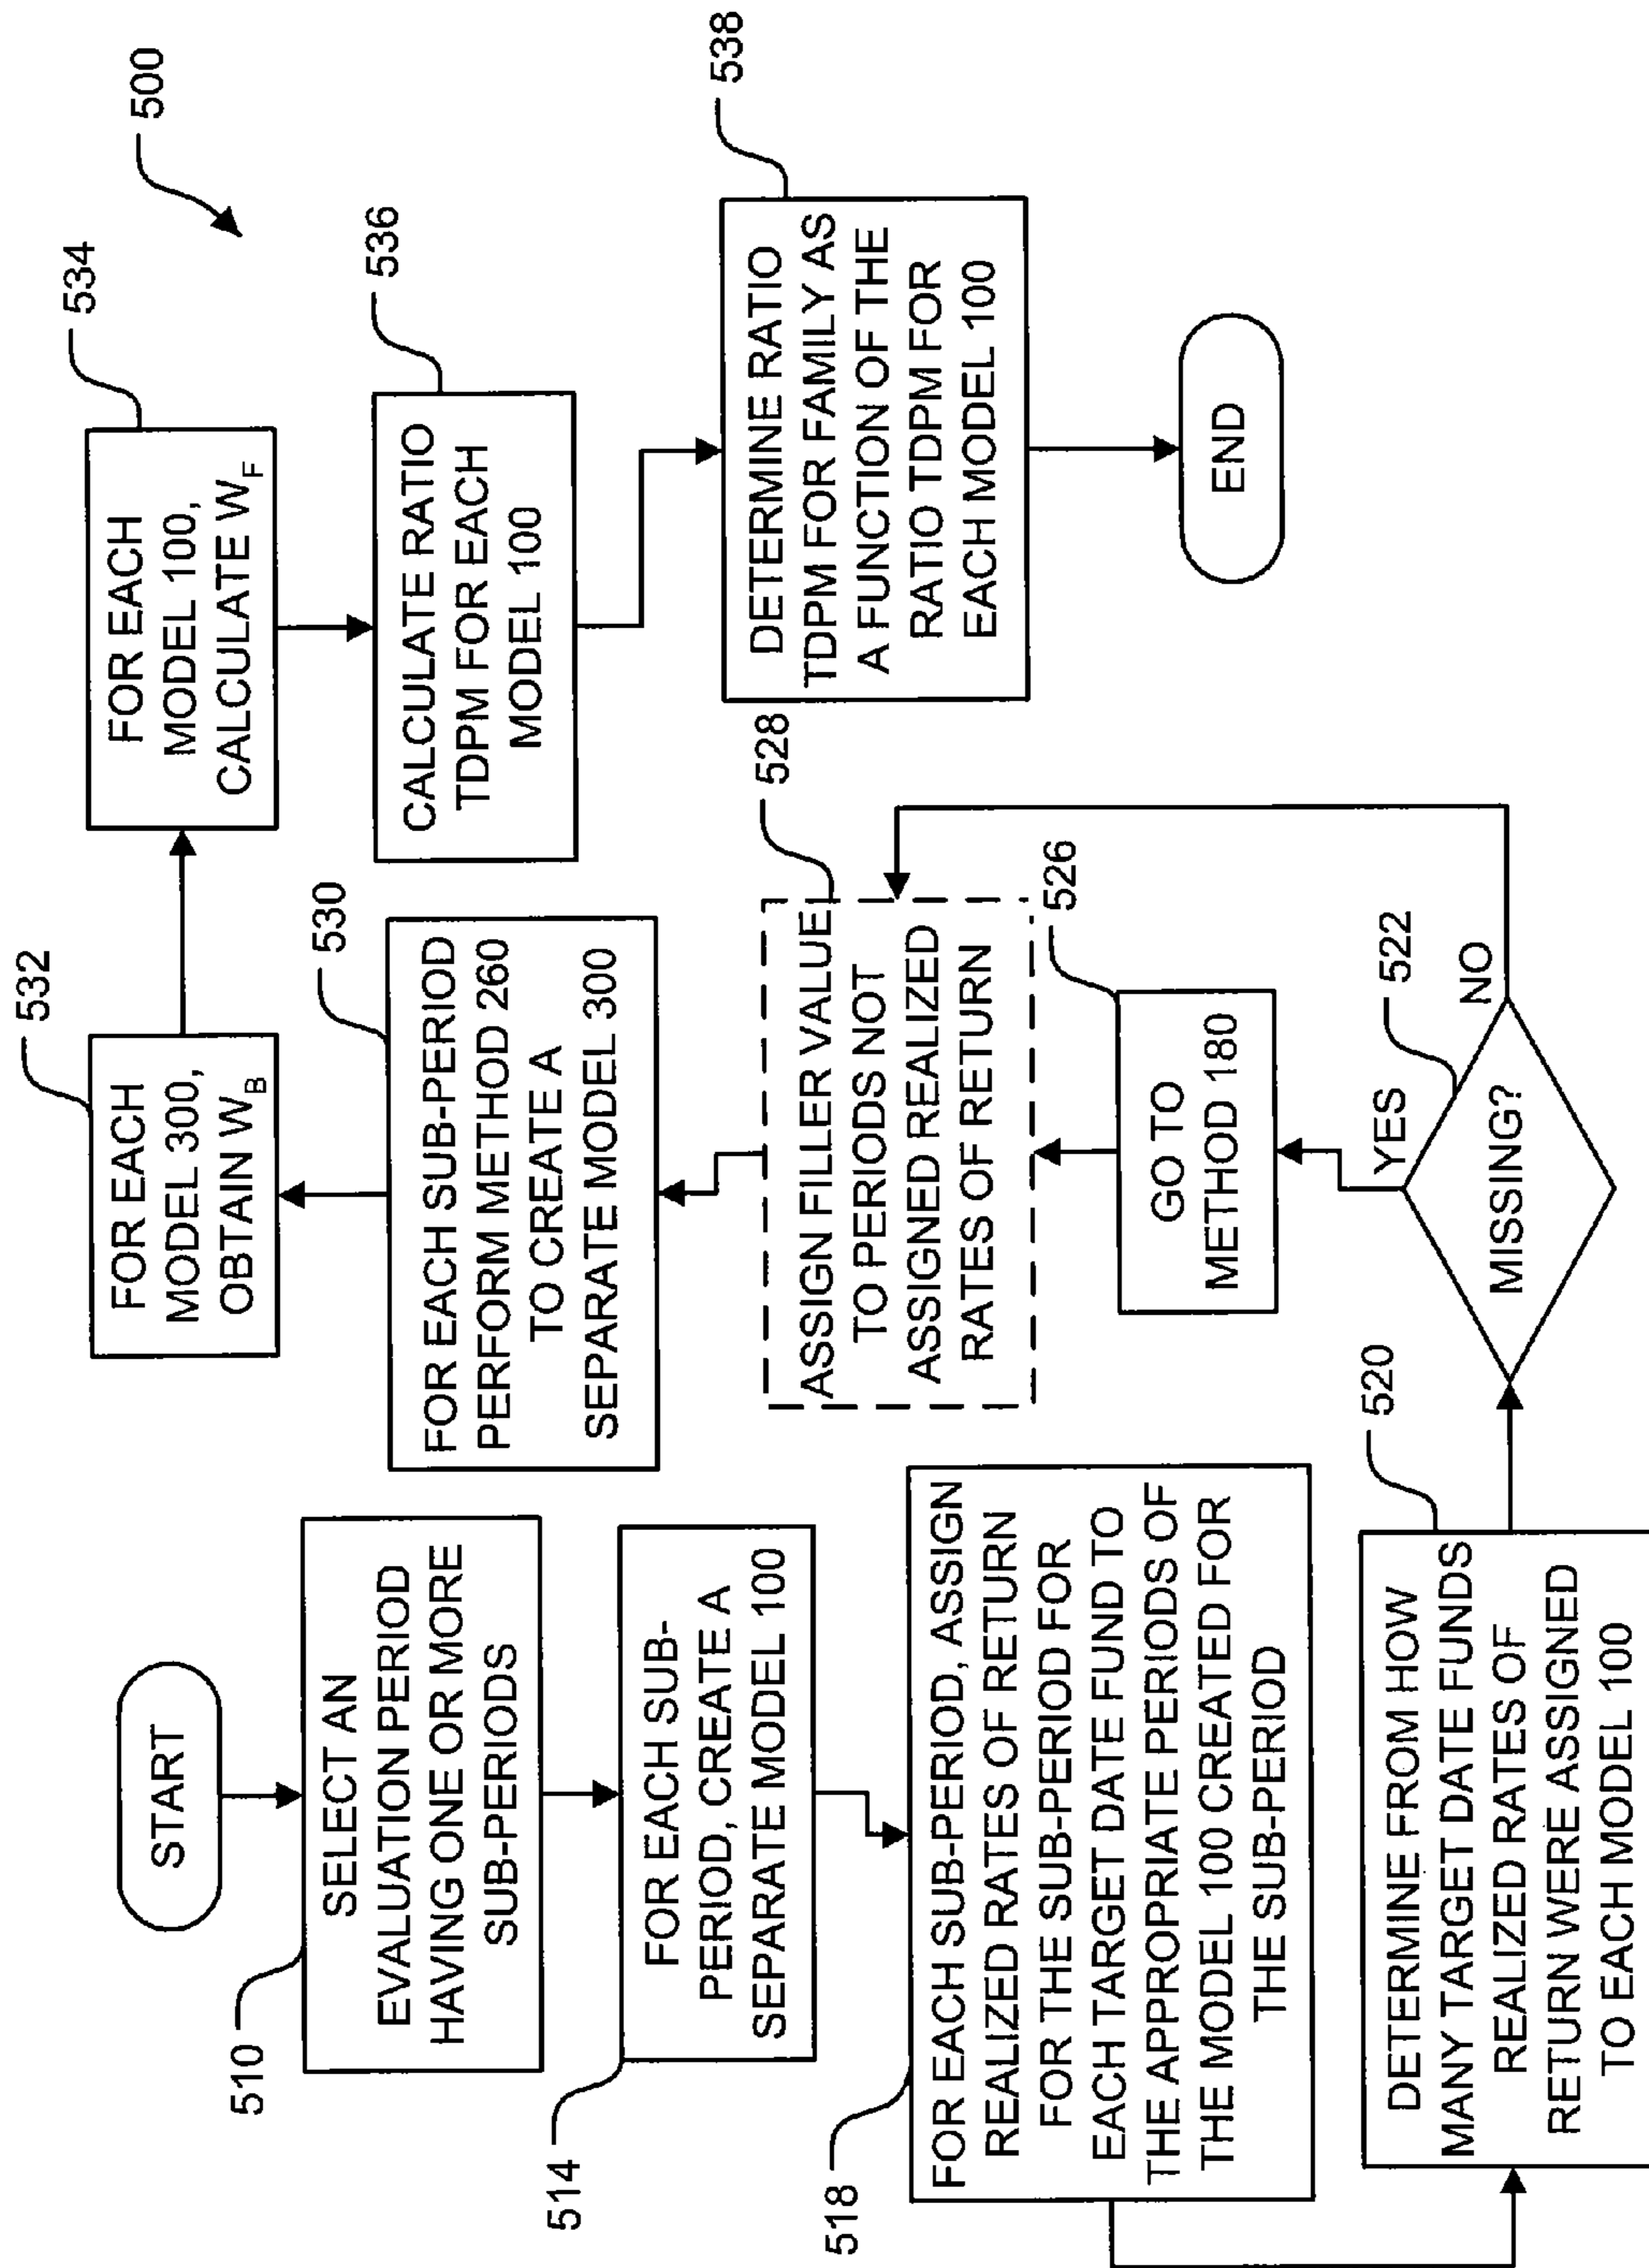 START
510
SELECT AN
EVALUATION PERIOD
HAVING ONE OR MORE
SUB-PERIODS
514
FOR EACH SUB-
PERIOD, CREATE A
SEPARATE MODEL 100
518
FOR EACH SUB-PERIOD, ASSIGN
REALIZED RATES OF RETURN
FOR THE SUB-PERIOD FOR
EACH TARGET DATE FUND TO
THE APPROPRIATE PERIODS OF
THE MODEL 100 CREATED FOR
THE SUB-PERIOD
520
DETERMINE FROM HOW
MANY TARGET DATE FUNDS
REALIZED RATES OF
RETURN WERE ASSIGNED
TO EACH MODEL 100
522
MISSING?
YES
NO
526
GO TO
METHOD 180
528
ASSIGN FILLER VALUE
TO PERIODS NOT
ASSIGNED REALIZED
RATES OF RETURN
530
FOR EACH SUB-PERIOD
PERFORM METHOD 260
TO CREATE A
SEPARATE MODEL 300
532
FOR EACH
MODEL 300,
OBTAIN W_B
534
FOR EACH
MODEL 100,
CALCULATE W_F
536
CALCULATE RATIO
TDPM FOR EACH
MODEL 100
538
DETERMINE RATIO
TDPM FOR FAMILY AS
A FUNCTION OF THE
RATIO TDPM FOR
EACH MODEL 100
END
500